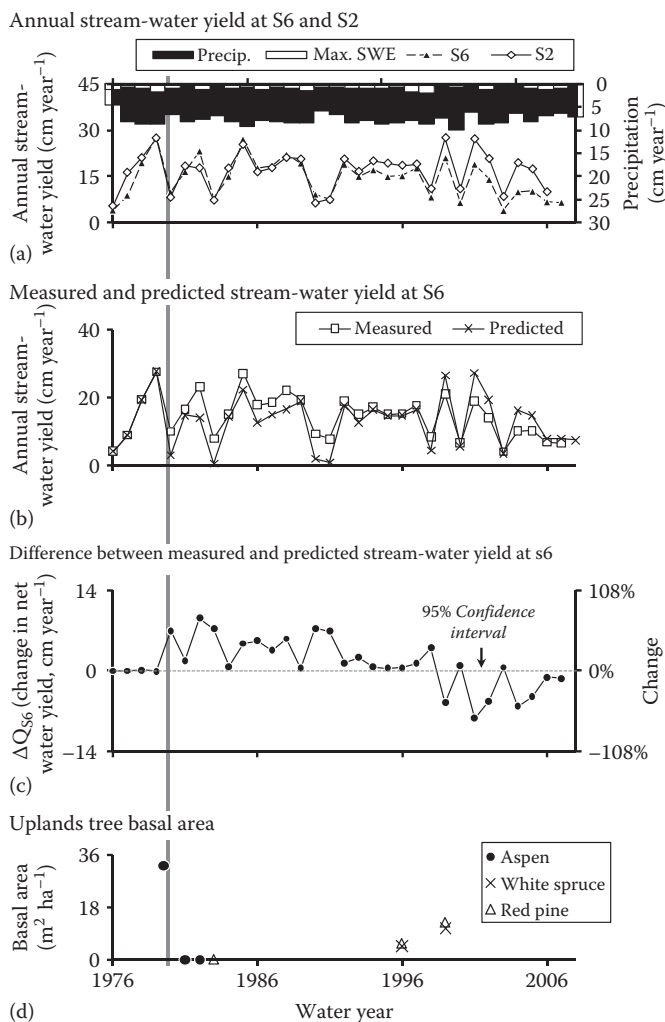 Annual stream-water yield at S6 and S2
Precip. Max. SWE S6 S2
45
30
15
0
Annual stream-
water yield (cm year−1)
0
5
10
15
20
25
30
Precipitation
(cm year−1)
(a)
Measured and predicted stream-water yield at S6
Measured Predicted
40
20
0
Annual stream-
water yield (cm year−1)
(b)
Difference between measured and predicted stream-water yield at s6
14
0
−14
ΔQS6 (change in net
water yield, cm year−1)
95% Confidence
interval
108%
0%
−108%
Change
(c)
Uplands tree basal area
Aspen
White spruce
Red pine
36
18
0
Basal area
(m2 ha−1)
1976 1986 1996 2006
(d)
Water year